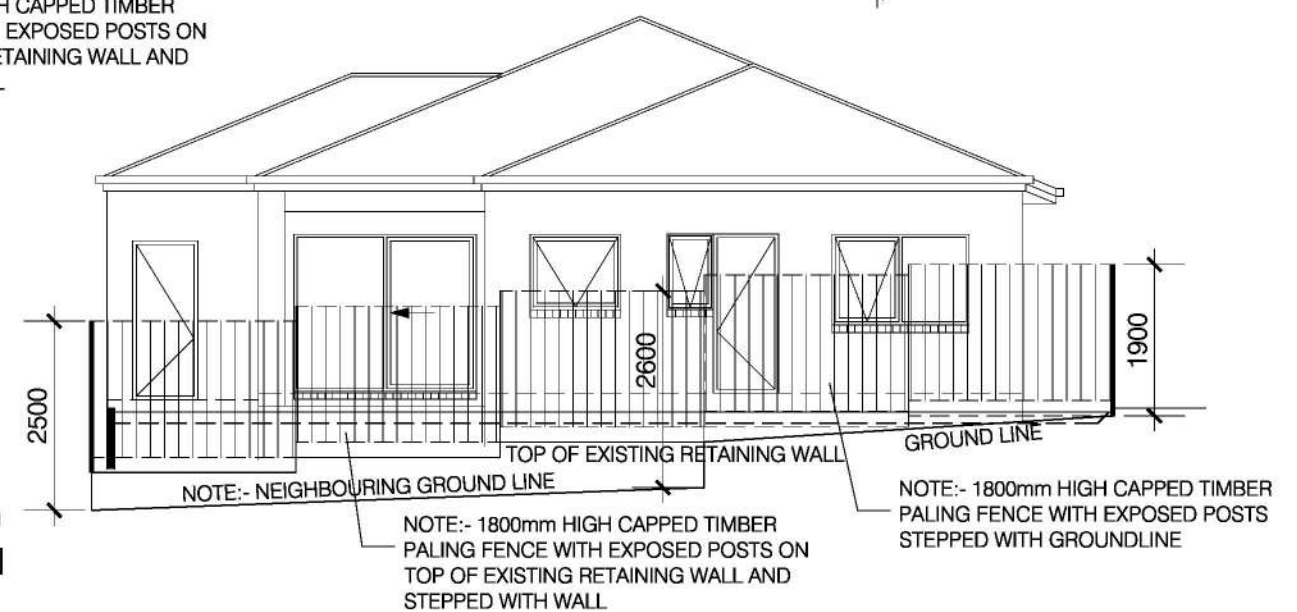 H CAPPED TIMBER
EXPOSED POSTS ON
RETAINING WALL AND
2500
2600
1900
TOP OF EXISTING RETAINING WALL
GROUND LINE
NOTE:- NEIGHBOURING GROUND LINE
NOTE:- 1800mm HIGH CAPPED TIMBER
PALING FENCE WITH EXPOSED POSTS ON
TOP OF EXISTING RETAINING WALL AND
STEPPED WITH WALL
NOTE:- 1800mm HIGH CAPPED TIMBER
PALING FENCE WITH EXPOSED POSTS
STEPPED WITH GROUNDLINE